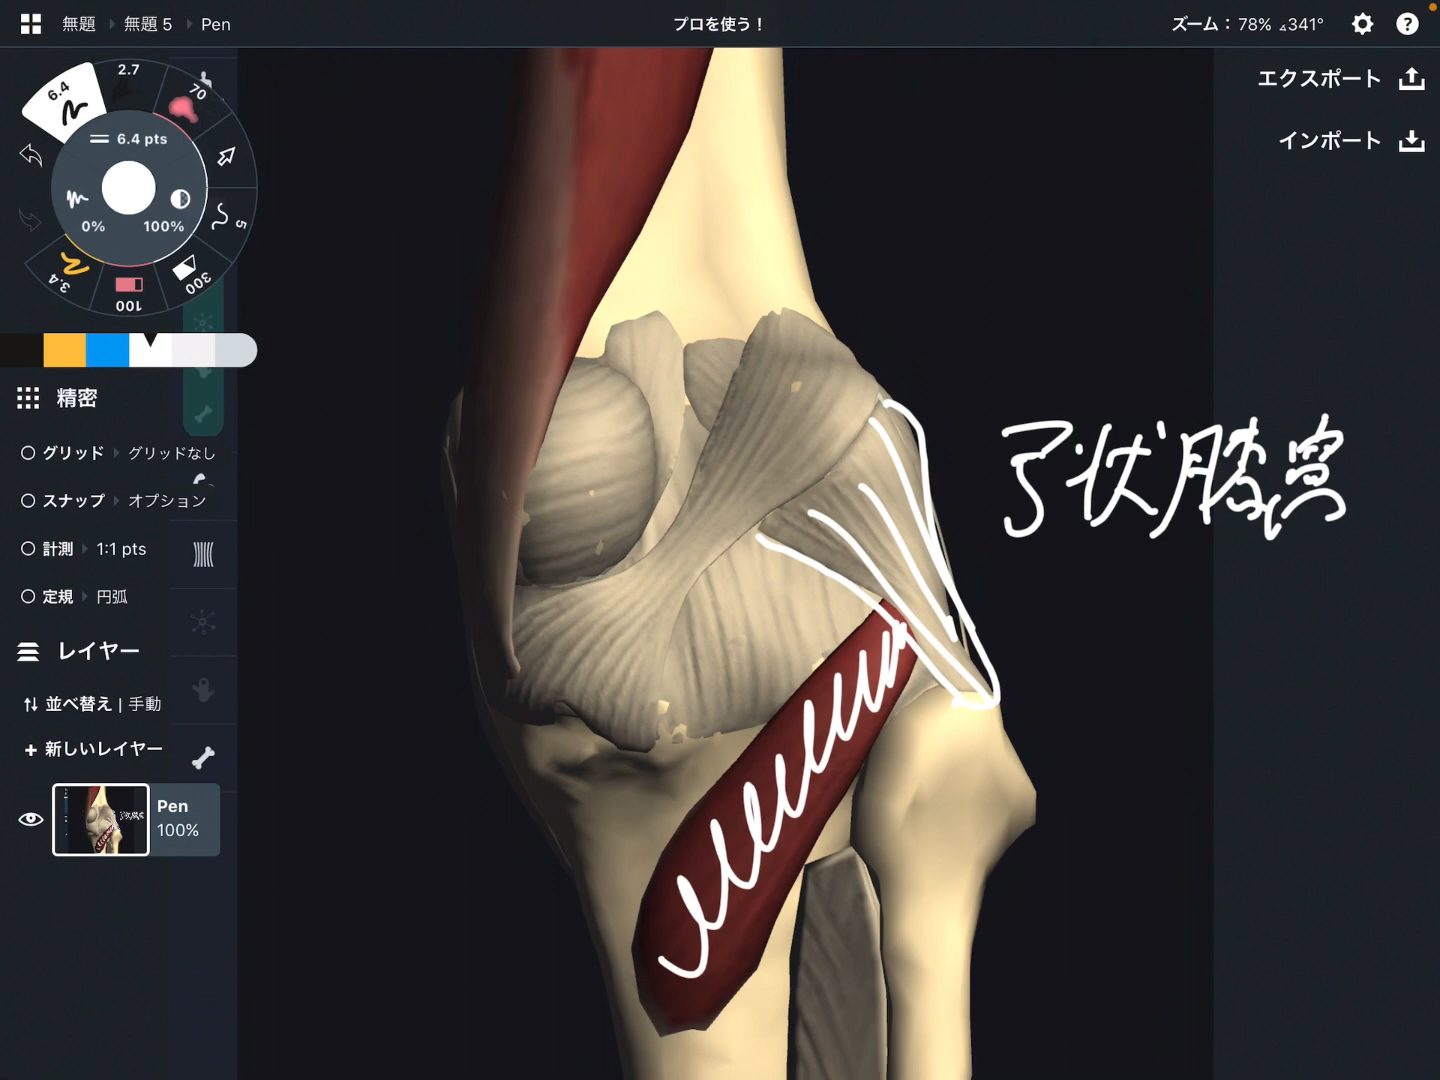 無題 無題 5 Pen
プロを使う！
ズーム： 78% ⦟341°
エクスポート
インポート
2.7
6.4
70
6.4 pts
0% 100%
5
300
100
3.4
精密
グリッド グリッドなし
スナップ オプション
計測 1:1 pts
定規 円弧
レイヤー
並べ替え | 手動
+ 新しいレイヤー
Pen
100%
了状膝窩